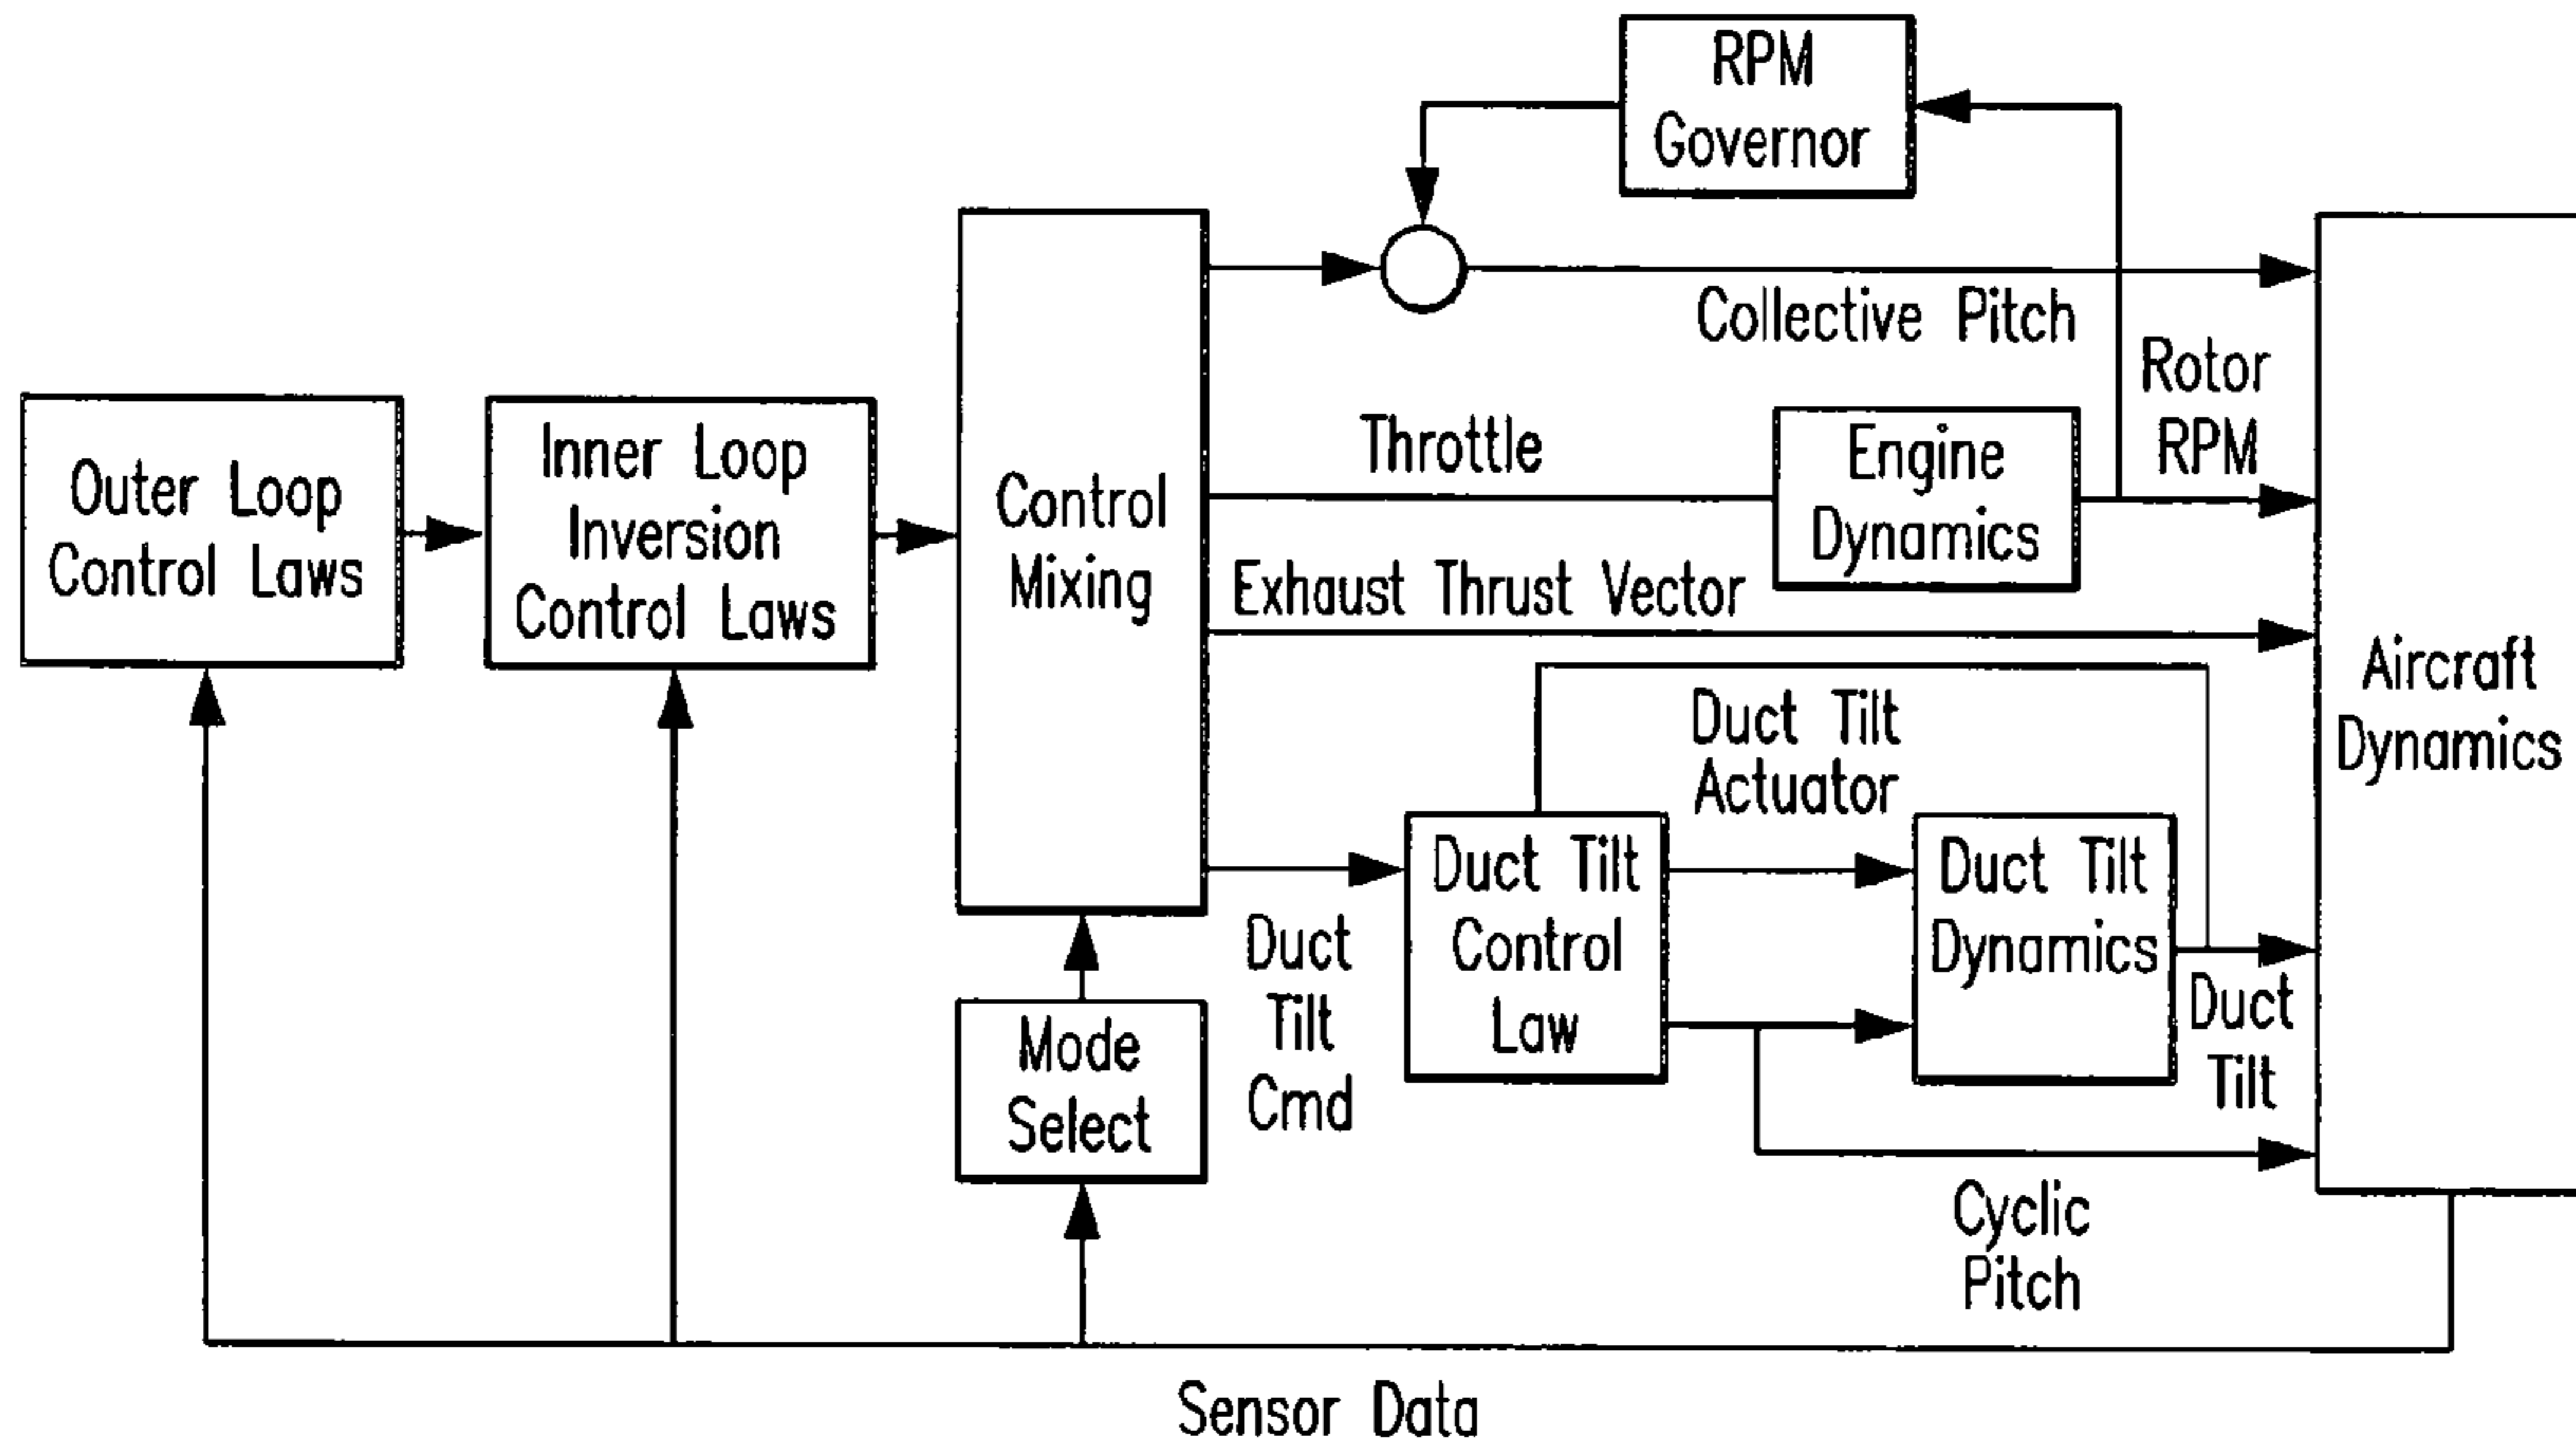 RPM
Governor
Collective Pitch
Rotor
RPM
Outer Loop
Control Laws
Inner Loop
Inversion
Control Laws
Control
Mixing
Throttle
Engine
Dynamics
Exhaust Thrust Vector
Aircraft
Dynamics
Duct Tilt
Actuator
Duct Tilt
Control
Law
Duct Tilt
Dynamics
Duct
Tilt
Cmd
Duct
Tilt
Mode
Select
Cyclic
Pitch
Sensor Data